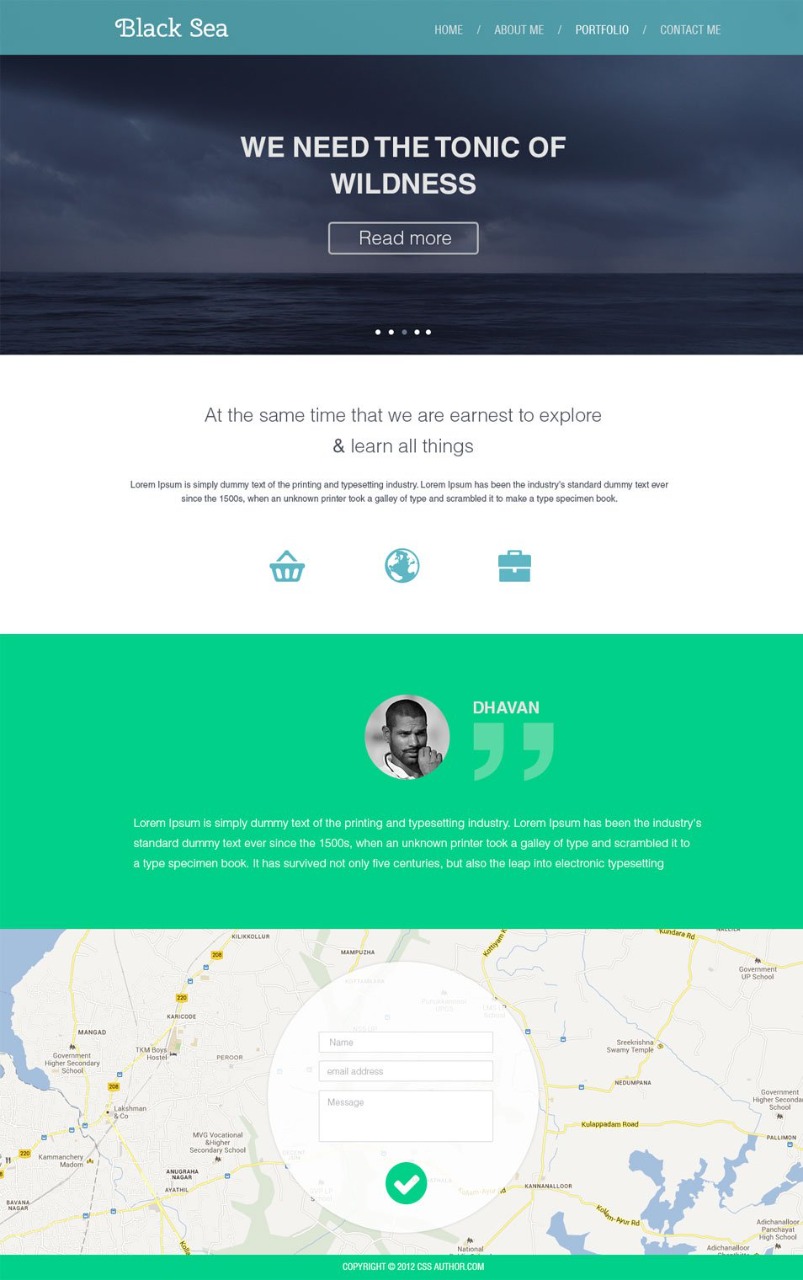 Black Sea
HOME / ABOUT ME / PORTFOLIO / CONTACT ME
WE NEED THE TONIC OF
WILDNESS
Read more
At the same time that we are earnest to explore
& learn all things
Lorem Ipsum is simply dummy text of the printing and typesetting industry. Lorem Ipsum has been the industry's standard dummy text ever
since the 1500s, when an unknown printer took a galley of type and scrambled it to make a type specimen book.
DHAVAN
Lorem Ipsum is simply dummy text of the printing and typesetting industry. Lorem Ipsum has been the industry's
standard dummy text ever since the 1500s, when an unknown printer took a galley of type and scrambled it to
a type specimen book. It has survived not only five centuries, but also the leap into electronic typesetting
KILIKKOLLUR
Kundara Rd
208
MAMPUZHA
Kottiyam
Government
UP School
220
KARICODE
MANGAD
TKM Boys
Hostel
PEROOR
Government
Higher Secondary
School
Name
Sreekrishna
Swamy Temple
email address
NEDUMPANA
208
Message
Government
Higher Seconda
School
Lakshman
& Co
Kulappadam Road
MVG Vocational
&Higher
Secondary School
PALLIMON
220
Kammanchery
Madom
ANUGRAHA
NAGAR
AYATHIL
KANNANALLOOR
BAVANA
NAGAR
Adichanalloor
Panchayat
High School
National
Adichanalloor
COPYRIGHT © 2012 CSS AUTHOR.COM